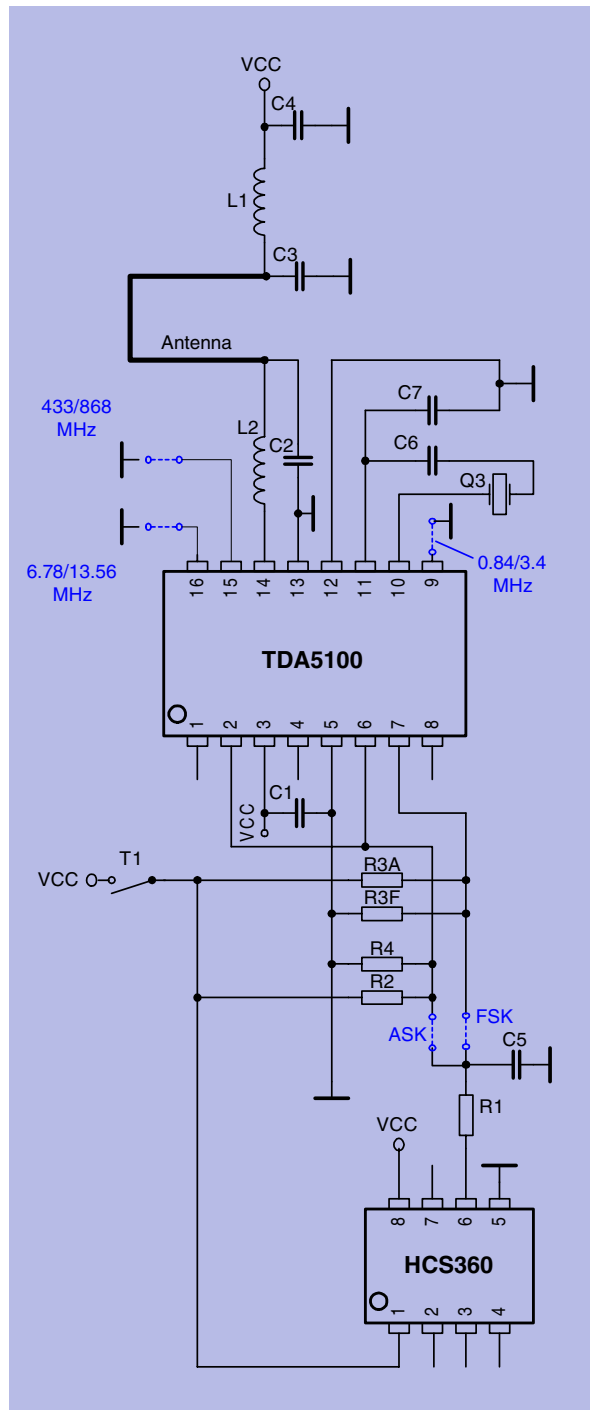 VCC
C4
L1
C3
Antenna
433/868
MHz
L2
C2
C7
C6
Q3
6.78/13.56
MHz
0.84/3.4
MHz
16 15 14 13 12 11 10 9
TDA5100
1 2 3 4 5 6 7 8
C1
VCC
T1
VCC
R3A
R3F
R4
R2
ASK
FSK
C5
R1
VCC
8 7 6 5
HCS360
1 2 3 4